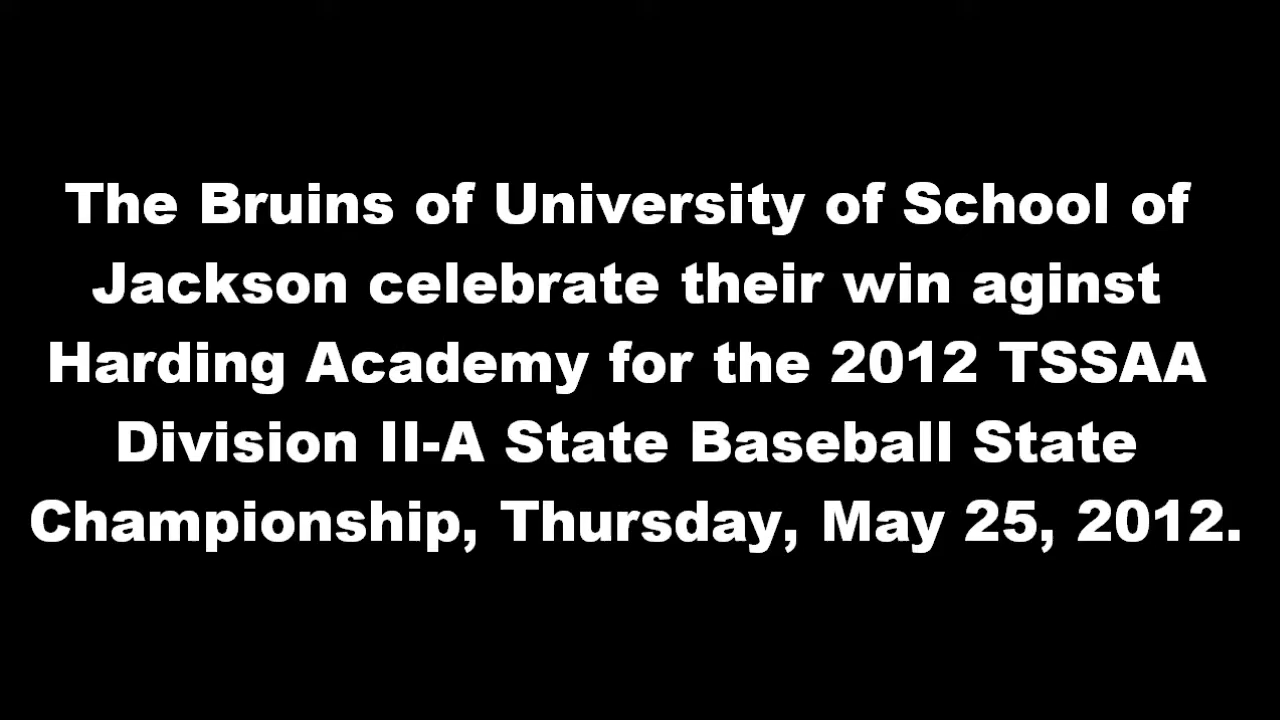 The Bruins of University of School of
Jackson celebrate their win aginst
Harding Academy for the 2012 TSSAA
Division II-A State Baseball State
Championship, Thursday, May 25, 2012.